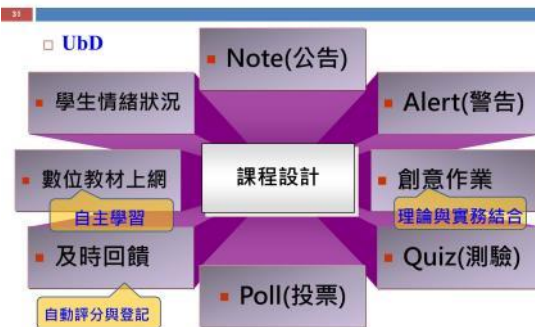 31
UbD
Note(公告)
學生情緒狀況
Alert(警告)
數位教材上網
課程設計
創意作業
自主學習
理論與實務結合
及時回饋
Quiz(測驗)
Poll(投票)
自動評分與登記